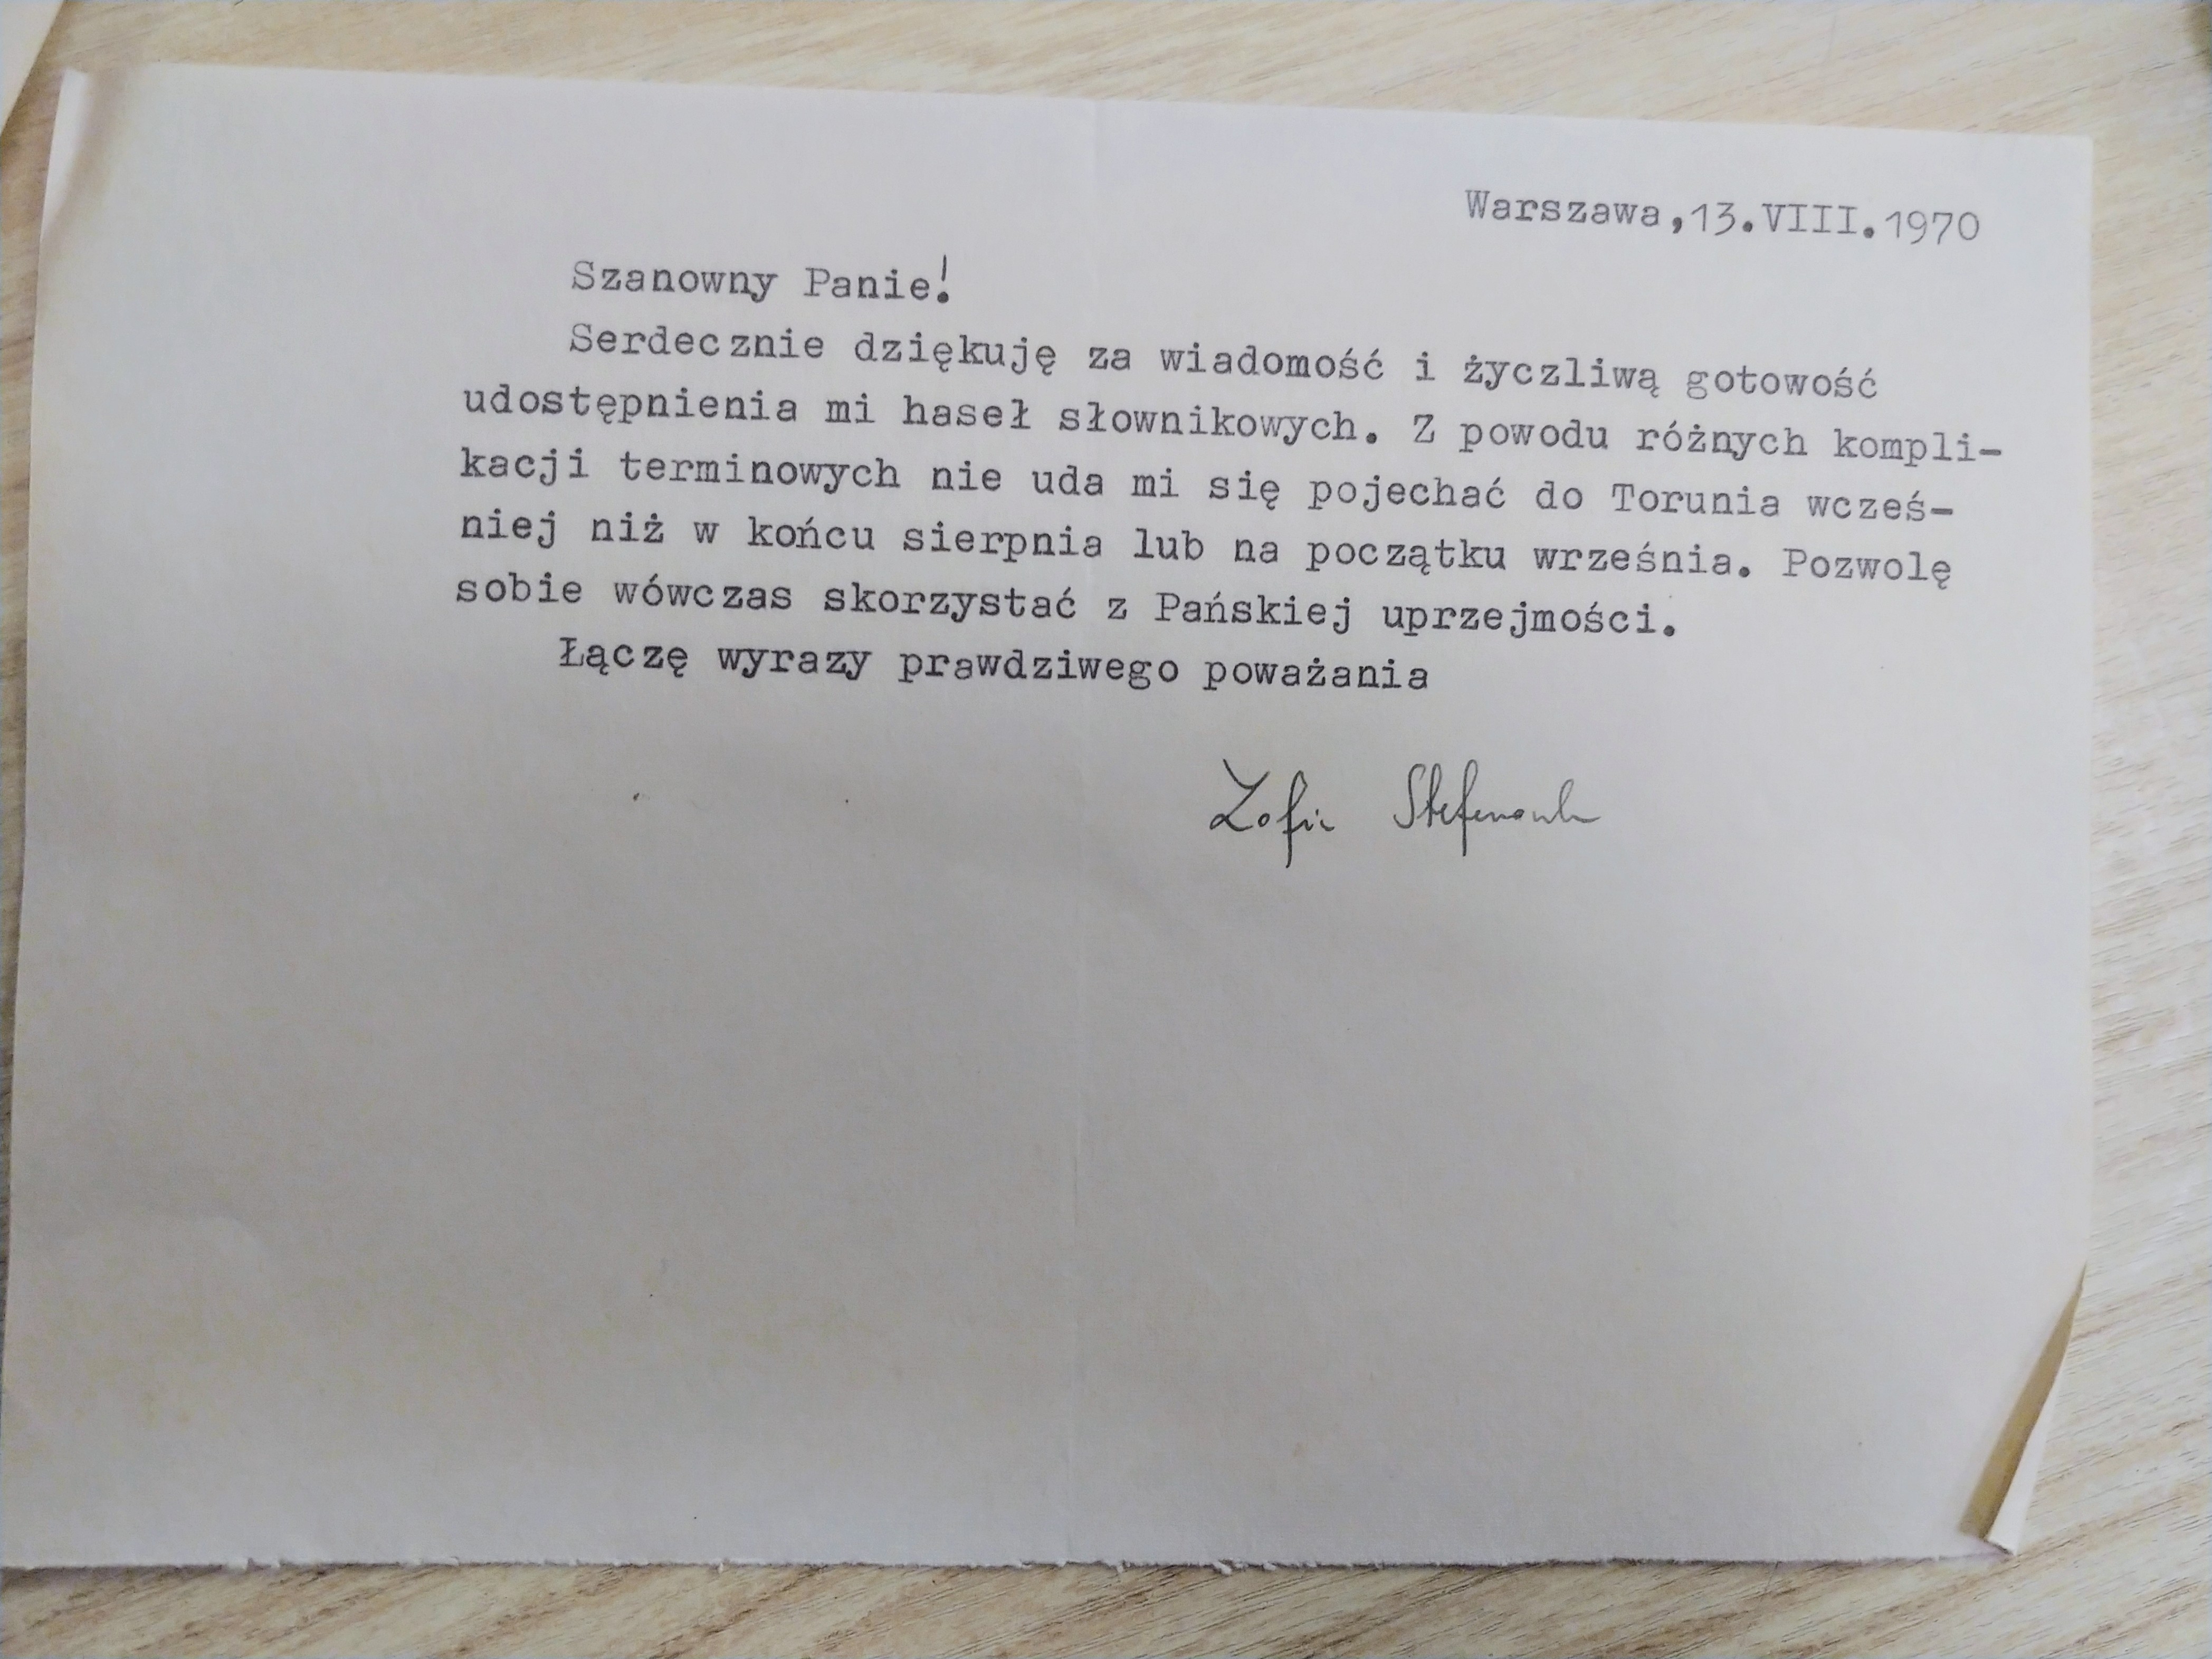 Warszawa,13.VIII.1970
Szanowny Panie!
Serdecznie dziękuję za wiadomość i życzliwą gotowość
udostępnienia mi haseł słownikowych. Z powodu różnych kompli-
kacji terminowych nie uda mi się pojechać do Torunia wcześ-
niej niż w końcu sierpnia lub na początku września. Pozwolę
sobie wówczas skorzystać z Pańskiej uprzejmości.
Łączę wyrazy prawdziwego poważania
Zofia Stefanowska